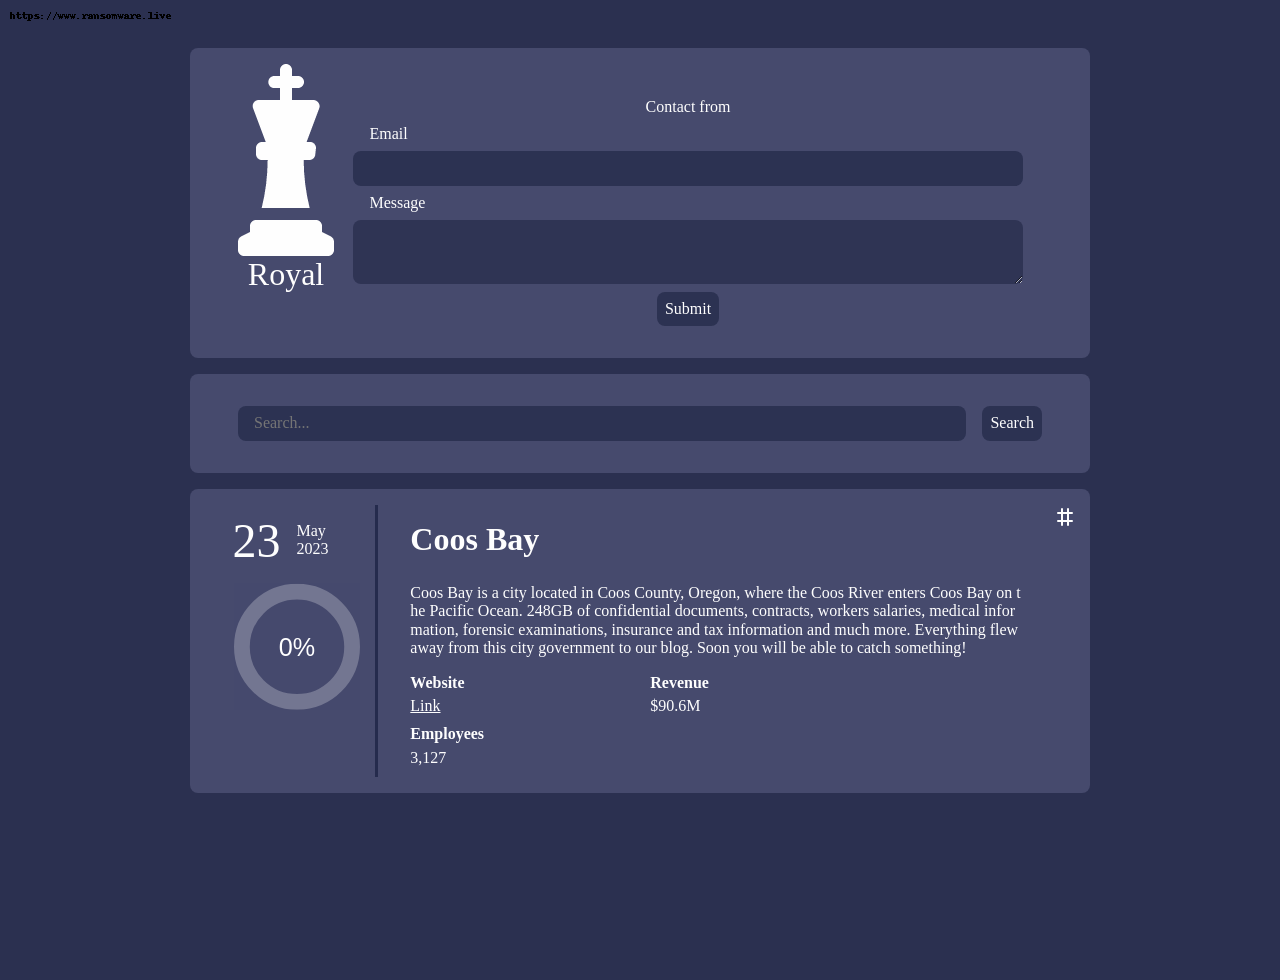 https://www.ransomware.live
Contact from
Email
Message
Royal
Submit
Search...
Search
23
May
2023
Coos Bay
0%
Coos Bay is a city located in Coos County, Oregon, where the Coos River enters Coos Bay on t
he Pacific Ocean. 248GB of confidential documents, contracts, workers salaries, medical infor
mation, forensic examinations, insurance and tax information and much more. Everything flew
away from this city government to our blog. Soon you will be able to catch something!
Website
Revenue
Link
$90.6M
Employees
3,127